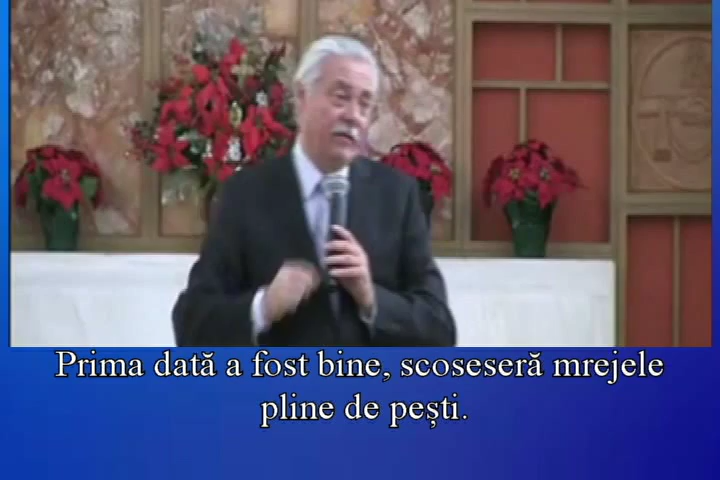 Prima dată a fost bine, scoseseră mrejele
pline de pești.